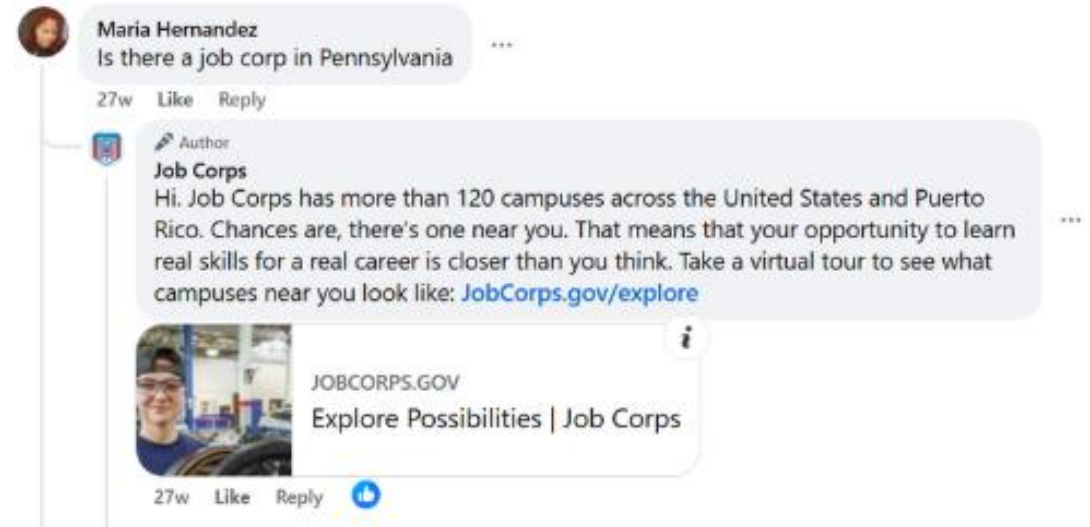 Maria Hernandez
Is there a job corp in Pennsylvania
27w Like Reply
Author
Job Corps
Hi. Job Corps has more than 120 campuses across the United States and Puerto
Rico. Chances are, there's one near you. That means that your opportunity to learn
real skills for a real career is closer than you think. Take a virtual tour to see what
campuses near you look like: JobCorps.gov/explore
i
JOBCORPS.GOV
Explore Possibilities | Job Corps
27w Like Reply